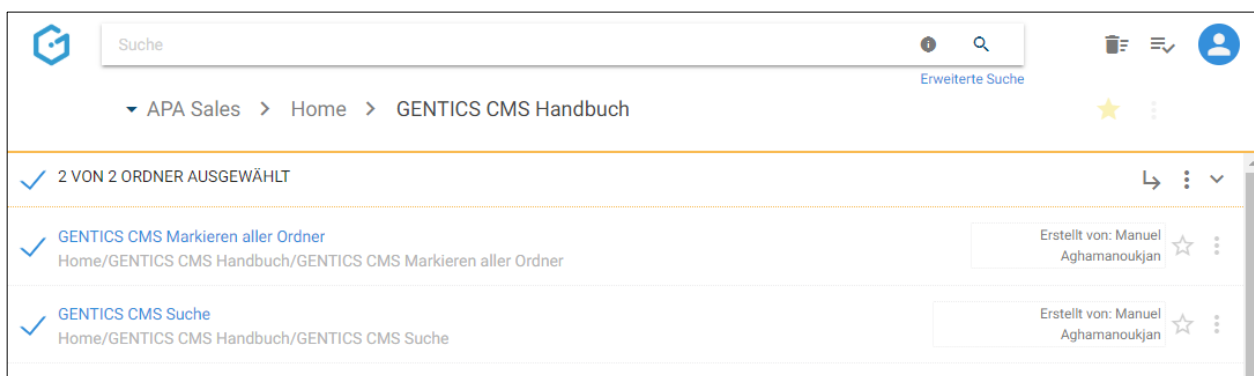 Suche
Erweiterte Suche
APA Sales > Home > GENTICS CMS Handbuch
2 VON 2 ORDNER AUSGEWÄHLT
GENTICS CMS Markieren aller Ordner
Home/GENTICS CMS Handbuch/GENTICS CMS Markieren aller Ordner
Erstellt von: Manuel
Aghamanoukjan
GENTICS CMS Suche
Home/GENTICS CMS Handbuch/GENTICS CMS Suche
Erstellt von: Manuel
Aghamanoukjan